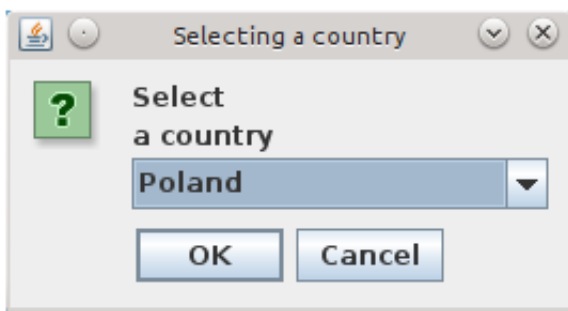 Selecting a country
?
Select
a country
Poland
OK
Cancel